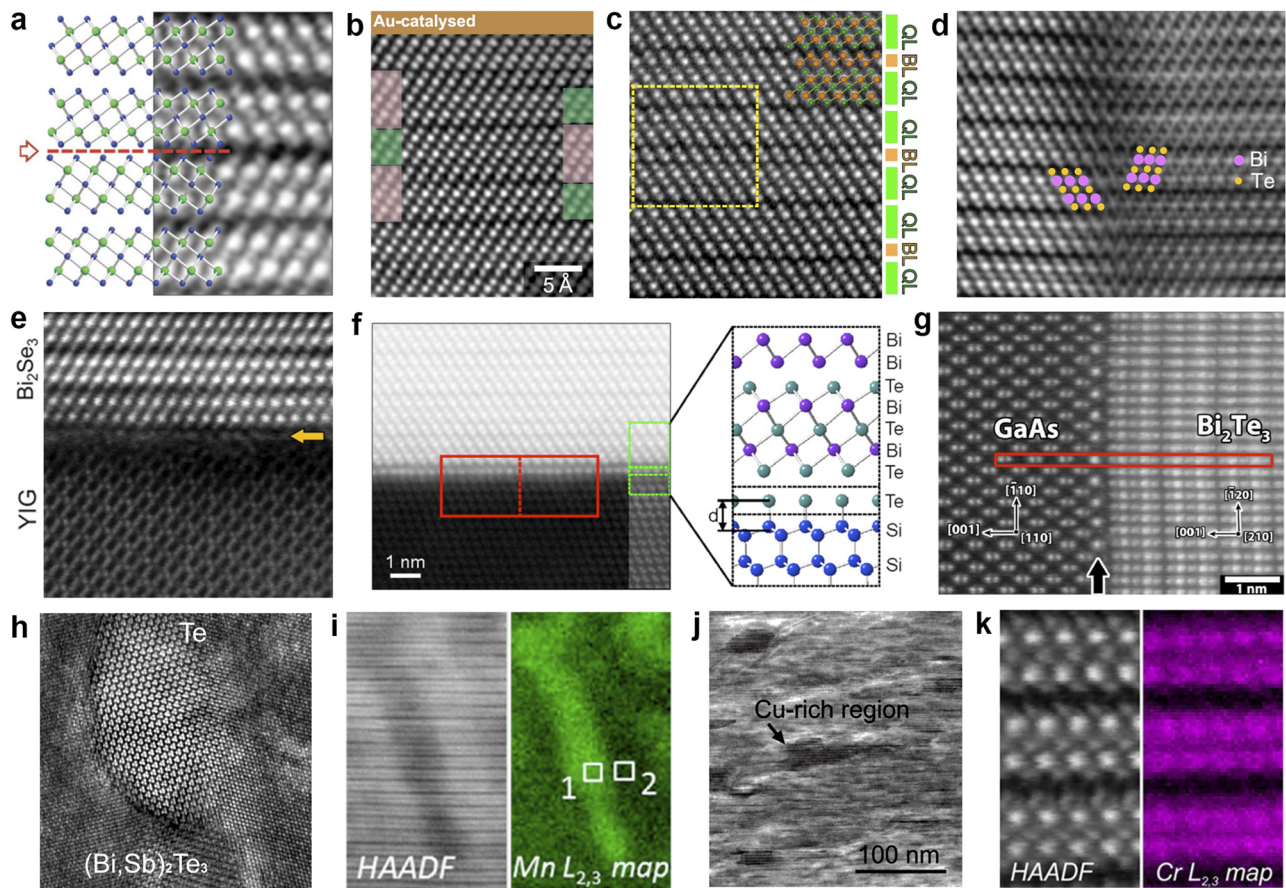 a
b
Au-catalysed
5 Å
c
QL
BL
QL
QL
BL
QL
QL
BL
QL
d
Bi
Te
e
Bi₂Se₃
YIG
f
1 nm
d
Bi
Bi
Te
Bi
Te
Bi
Te
Te
Si
Si
g
GaAs
Bi₂Te₃
[1̄10]
[001]
[110]
[1̄20]
[001]
[210]
1 nm
h
Te
(Bi,Sb)₂Te₃
i
HAADF
1
2
Mn L₂,₃ map
j
Cu-rich region
100 nm
k
HAADF
Cr L₂,₃ map